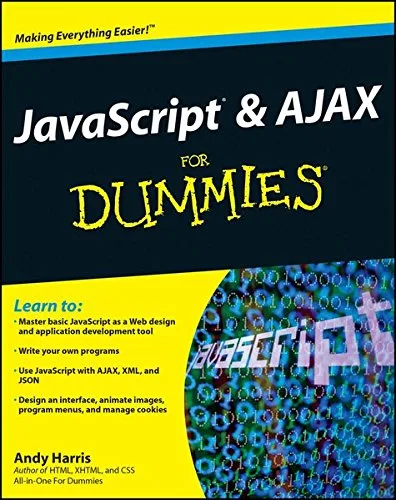 Making Everything Easier!™
JavaScript® & AJAX
FOR
DUMMIES®
Learn to:
• Master basic JavaScript as a Web design
and application development tool
• Write your own programs
• Use JavaScript with AJAX, XML, and
JSON
• Design an interface, animate images,
program menus, and manage cookies
javascript
Andy Harris
Author of HTML, XHTML, and CSS
All-in-One For Dummies